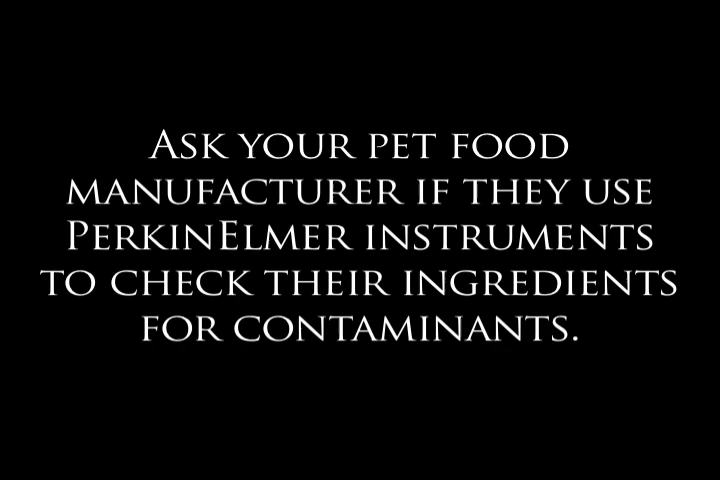 Ask your pet food
manufacturer if they use
PerkinElmer instruments
to check their ingredients
for contaminants.